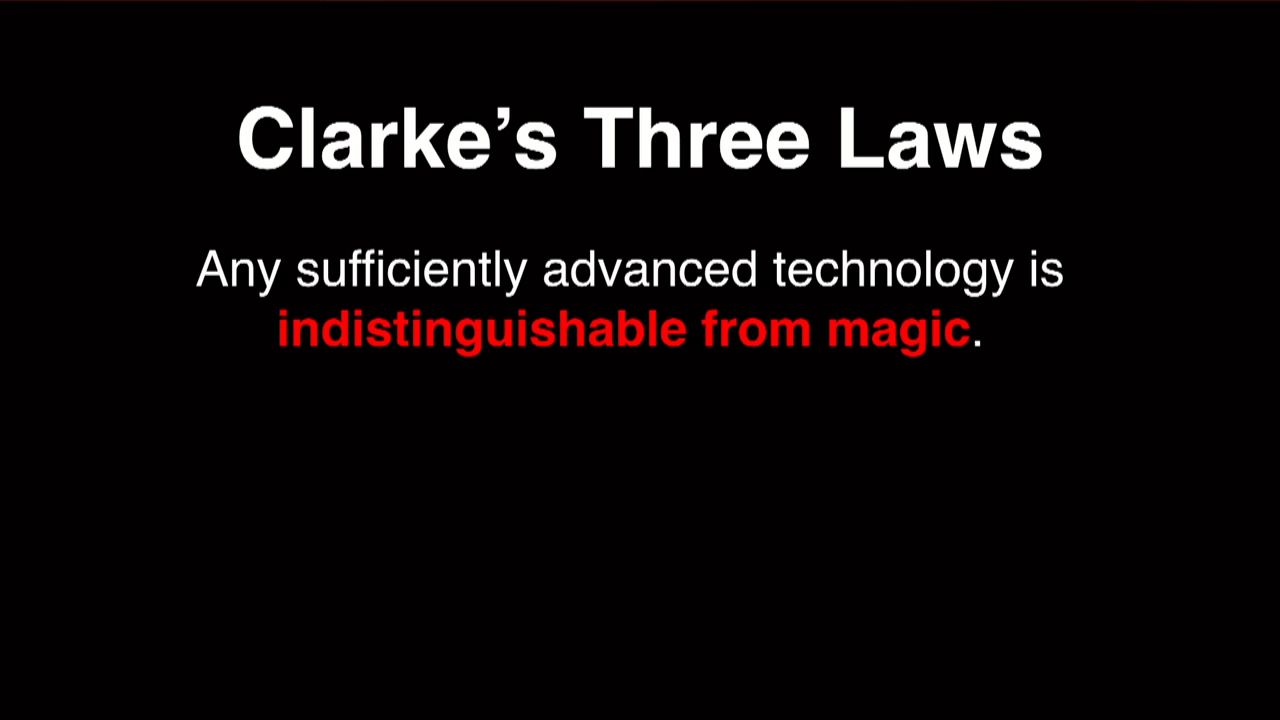 Clarke’s Three Laws
Any sufficiently advanced technology is
indistinguishable from magic.